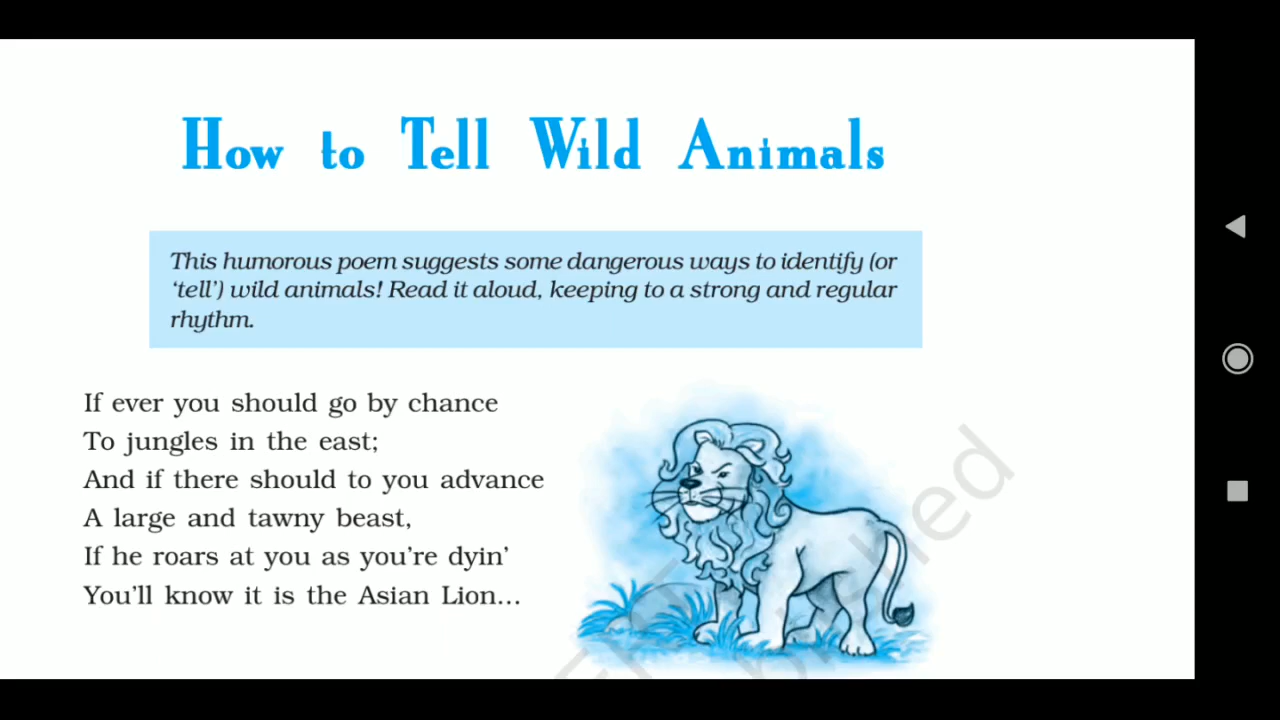 How to Tell Wild Animals
This humorous poem suggests some dangerous ways to identify (or
‘tell’) wild animals! Read it aloud, keeping to a strong and regular
rhythm.
If ever you should go by chance
To jungles in the east;
And if there should to you advance
A large and tawny beast,
If he roars at you as you’re dyin’
You’ll know it is the Asian Lion...